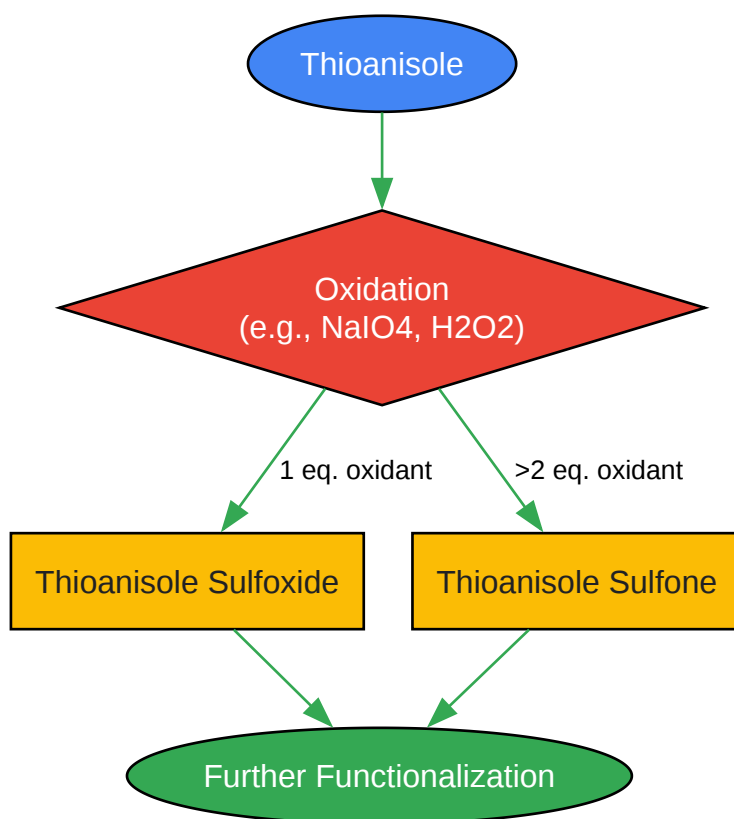 Thioanisole
Oxidation
(e.g., NaIO4, H2O2)
1 eq. oxidant
>2 eq. oxidant
Thioanisole Sulfoxide
Thioanisole Sulfone
Further Functionalization